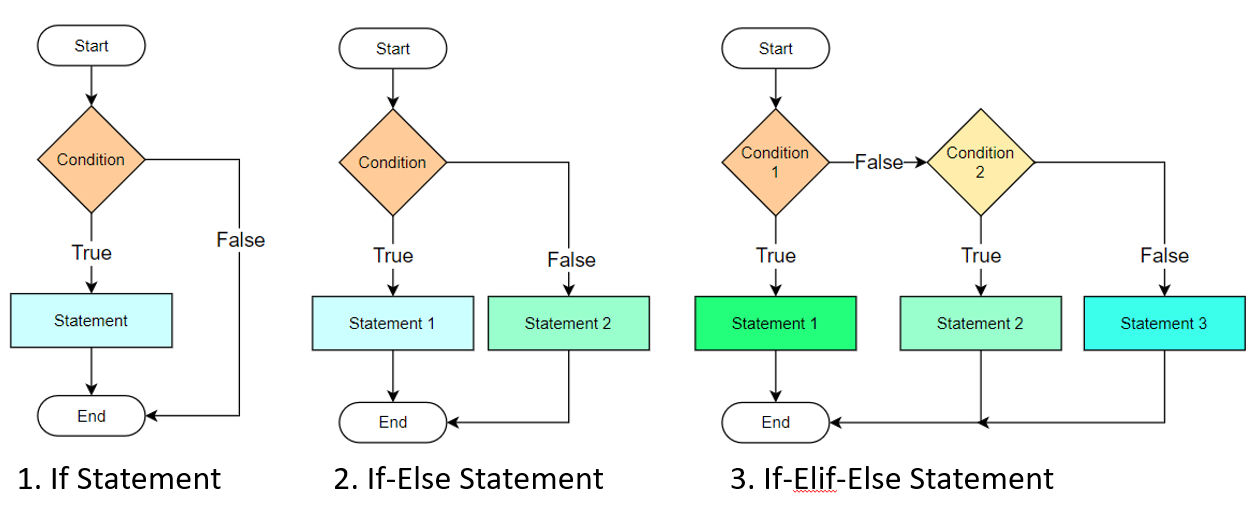 Start
Condition
True
False
Statement
End
1. If Statement
Start
Condition
True
False
Statement 1
Statement 2
End
2. If-Else Statement
Start
Condition
1
False
Condition
2
True
True
False
Statement 1
Statement 2
Statement 3
End
3. If-Elif-Else Statement